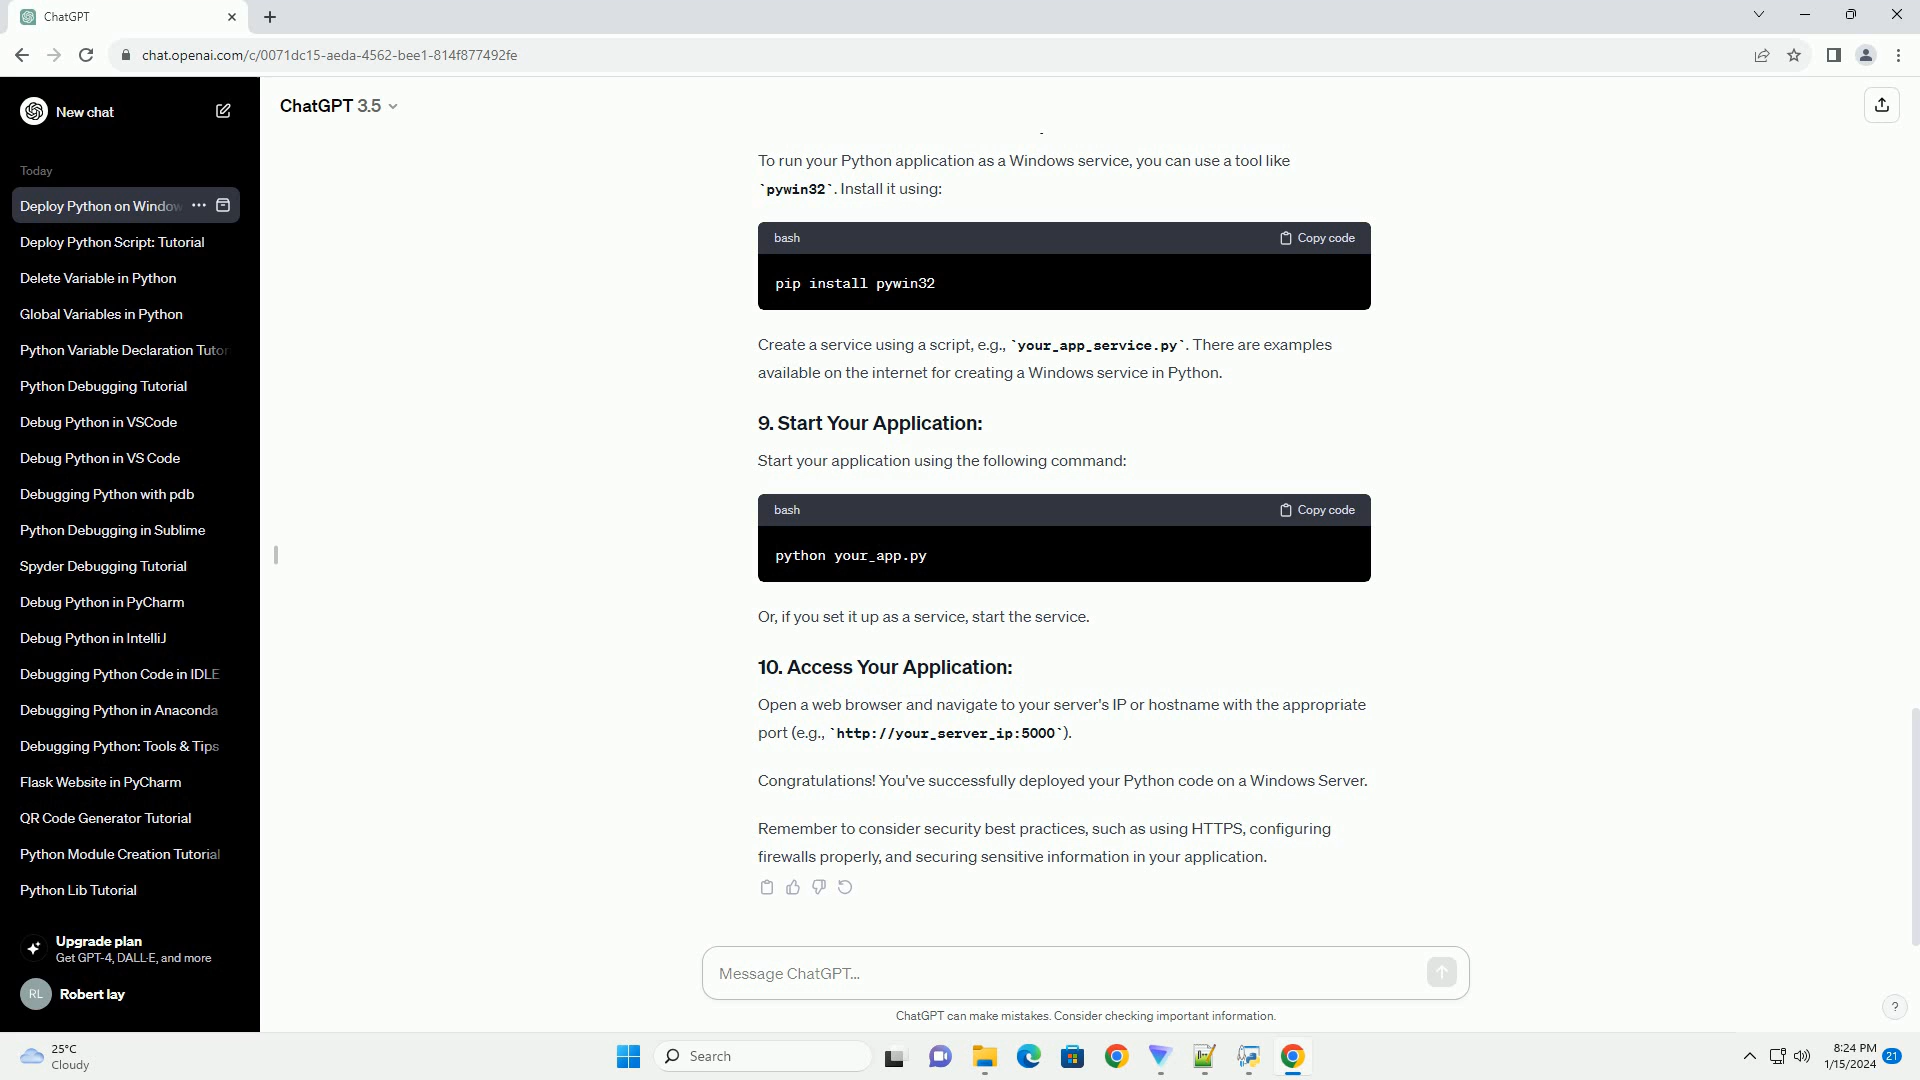 ChatGPT
chat.openai.com/c/0071dc15-aeda-4562-bee1-814f877492fe
New chat
ChatGPT 3.5
Today
Deploy Python on Window
Deploy Python Script: Tutorial
Delete Variable in Python
Global Variables in Python
Python Variable Declaration Tutor
Python Debugging Tutorial
Debug Python in VSCode
Debug Python in VS Code
Debugging Python with pdb
Python Debugging in Sublime
Spyder Debugging Tutorial
Debug Python in PyCharm
Debug Python in IntelliJ
Debugging Python Code in IDLE
Debugging Python in Anaconda
Debugging Python: Tools & Tips
Flask Website in PyCharm
QR Code Generator Tutorial
Python Module Creation Tutorial
Python Lib Tutorial
Upgrade plan
Get GPT-4, DALL·E, and more
RL
Robert lay
To run your Python application as a Windows service, you can use a tool like
`pywin32`. Install it using:
bash
Copy code
pip install pywin32
Create a service using a script, e.g., `your_app_service.py`. There are examples
available on the internet for creating a Windows service in Python.
9. Start Your Application:
Start your application using the following command:
bash
Copy code
python your_app.py
Or, if you set it up as a service, start the service.
10. Access Your Application:
Open a web browser and navigate to your server's IP or hostname with the appropriate
port (e.g., `http://your_server_ip:5000`).
Congratulations! You've successfully deployed your Python code on a Windows Server.
Remember to consider security best practices, such as using HTTPS, configuring
firewalls properly, and securing sensitive information in your application.
Message ChatGPT...
ChatGPT can make mistakes. Consider checking important information.
?
25°C
Cloudy
Search
8:24 PM
1/15/2024
21